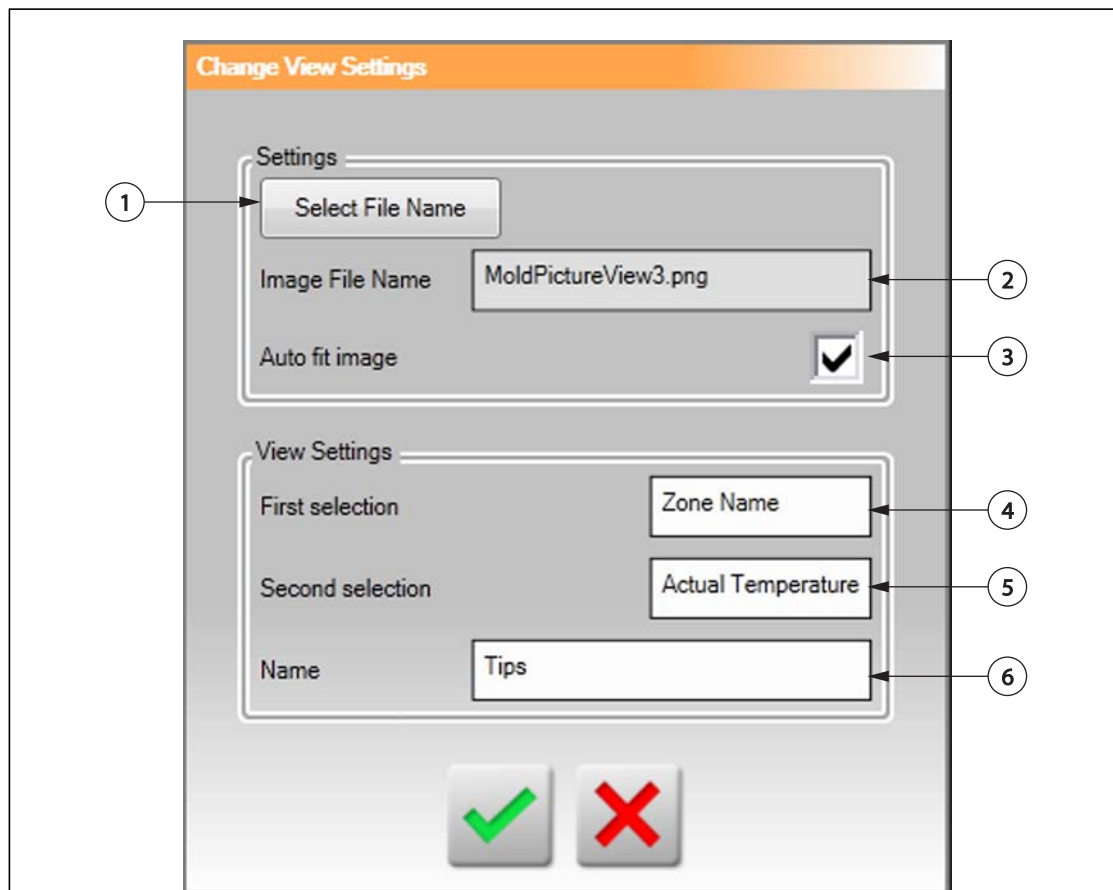 Change View Settings
Settings
1
Select File Name
Image File Name
MoldPictureView3.png
2
Auto fit image
3
View Settings
First selection
Zone Name
4
Second selection
Actual Temperature
5
Name
Tips
6